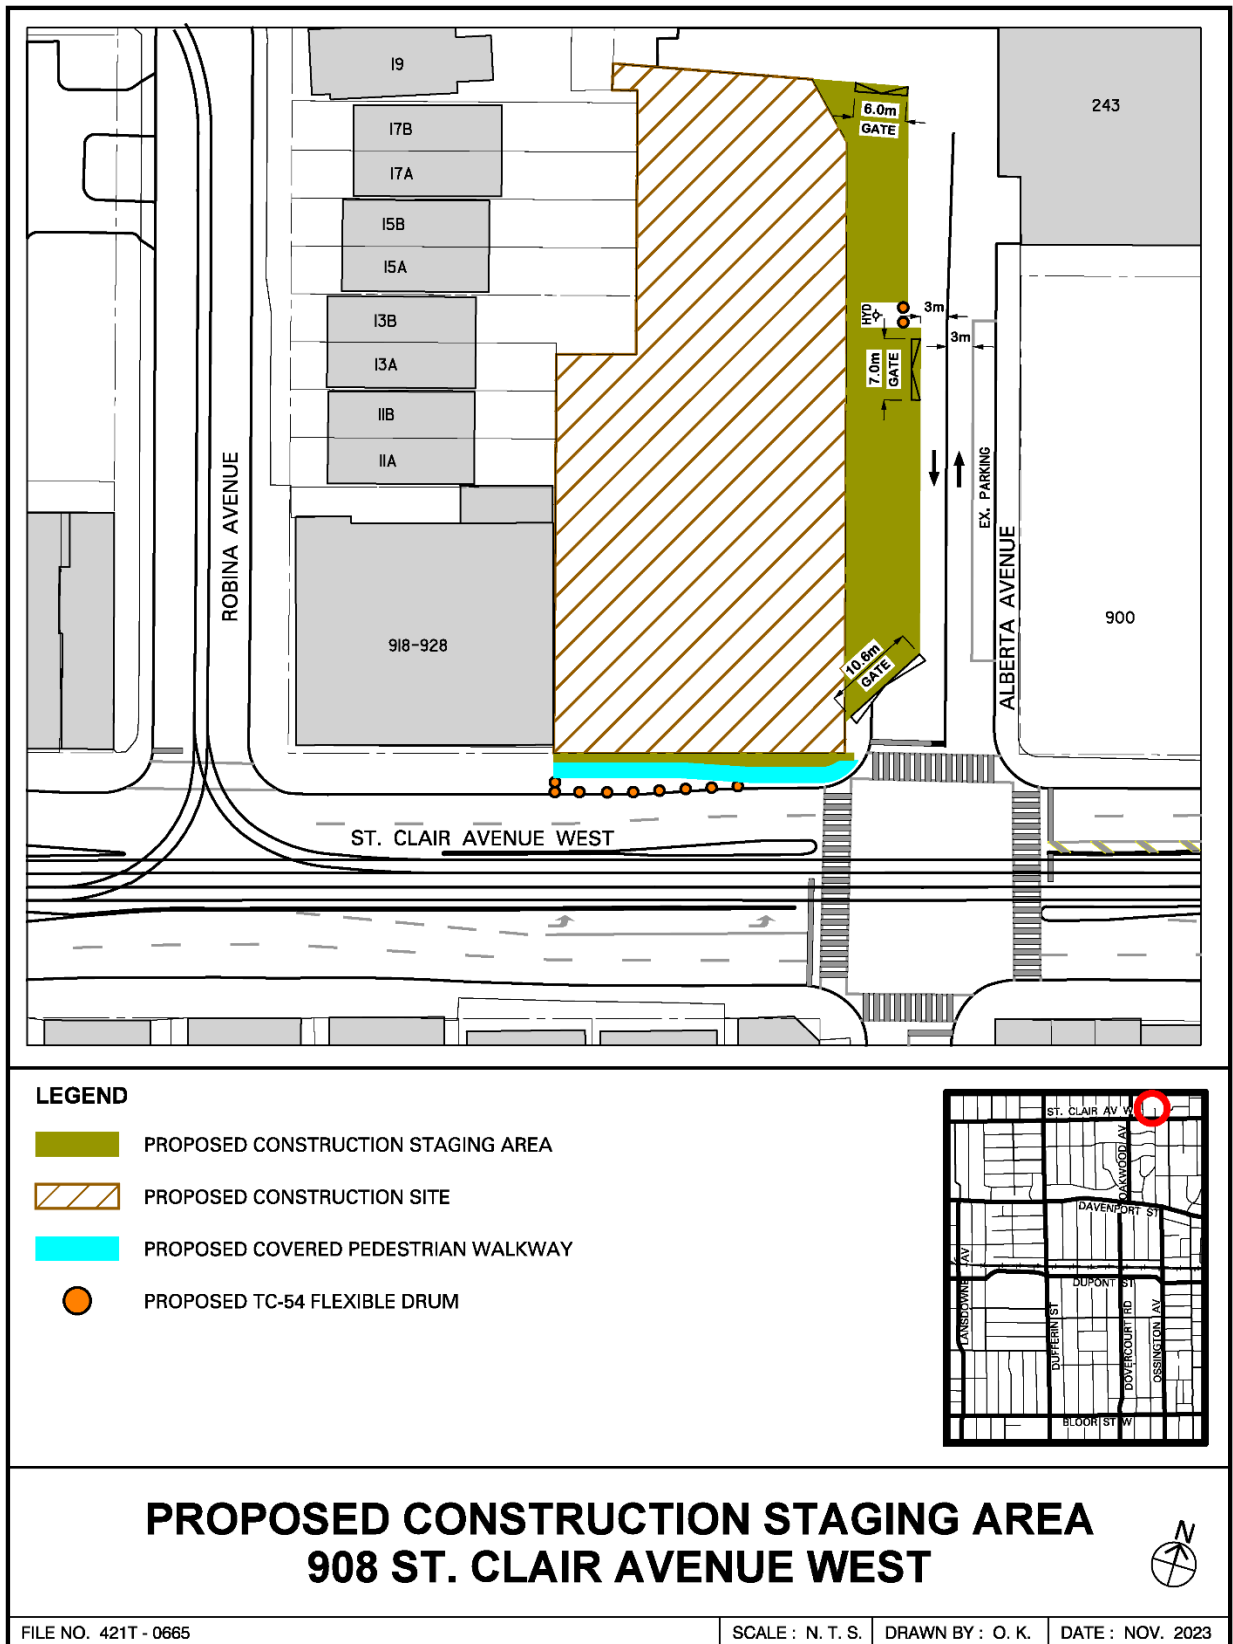 19
17B
17A
15B
15A
13B
13A
11B
11A
918-928
ROBINA AVENUE
243
6.0m
GATE
HYD
3m
3m
7.0m
GATE
EX. PARKING
ALBERTA AVENUE
900
10.6m
GATE
ST. CLAIR AVENUE WEST
LEGEND
PROPOSED CONSTRUCTION STAGING AREA
PROPOSED CONSTRUCTION SITE
PROPOSED COVERED PEDESTRIAN WALKWAY
PROPOSED TC-54 FLEXIBLE DRUM
ST. CLAIR AV W
OAKWOOD AV
DAVENPORT ST
LANSDOWNE AV
DUPONT ST
DUFFERIN ST
DOVERCOURT RD
OSSINGTON AV
BLOOR ST W
PROPOSED CONSTRUCTION STAGING AREA
908 ST. CLAIR AVENUE WEST
N
FILE NO. 421T - 0665
SCALE : N. T. S.
DRAWN BY : O. K.
DATE : NOV. 2023